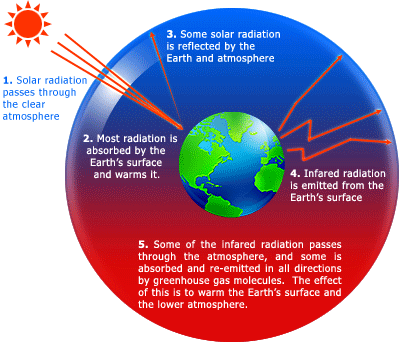 1. Solar radiation
passes through
the clear
atmosphere
2. Most radiation is
absorbed by the
Earth's surface
and warms it.
3. Some solar radiation
is reflected by the
Earth and atmosphere
4. Infared radiation
is emitted from the
Earth's surface
5. Some of the infared radiation passes
through the atmosphere, and some is
absorbed and re-emitted in all directions
by greenhouse gas molecules. The effect
of this is to warm the Earth's surface and
the lower atmosphere.